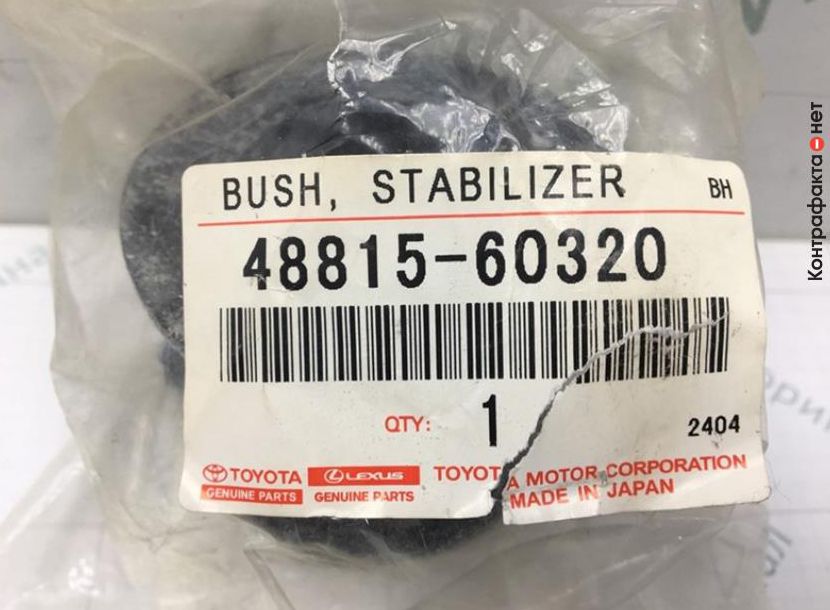 BUSH, STABILIZER BH
48815-60320
QTY: 1
2404
TOYOTA LEXUS TOYOTA MOTOR CORPORATION
GENUINE PARTS GENUINE PARTS MADE IN JAPAN
Контрафакта нет